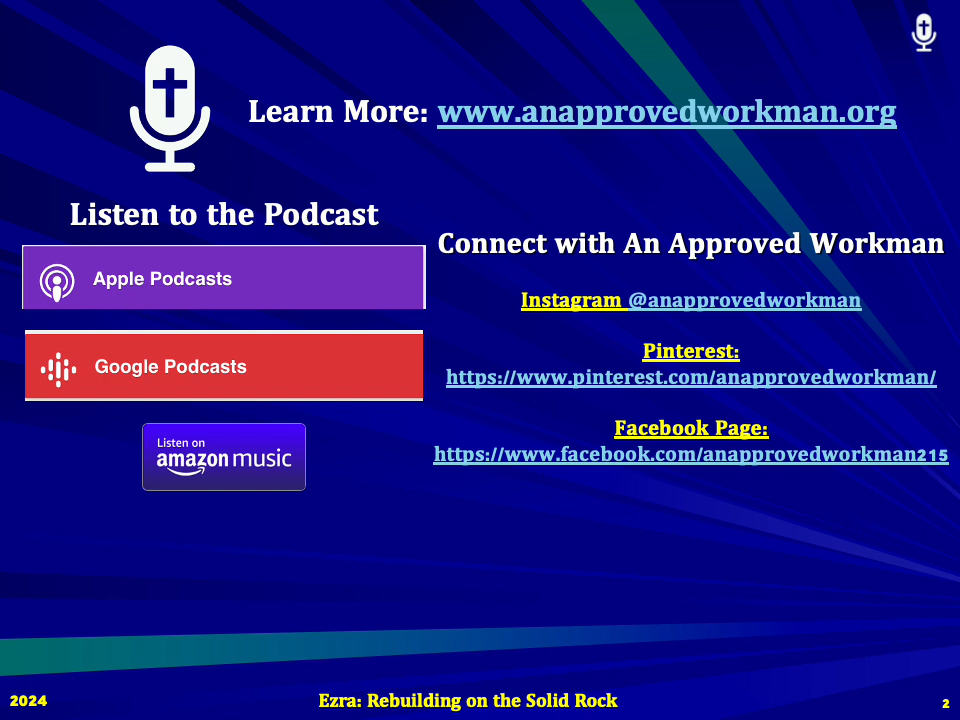 Learn More: www.anapprovedworkman.org
Listen to the Podcast
Apple Podcasts
Google Podcasts
Listen on
amazon music
Connect with An Approved Workman
Instagram @anapprovedworkman
Pinterest:
https://www.pinterest.com/anapprovedworkman/
Facebook Page:
https://www.facebook.com/anapprovedworkman215
2024
Ezra: Rebuilding on the Solid Rock
2